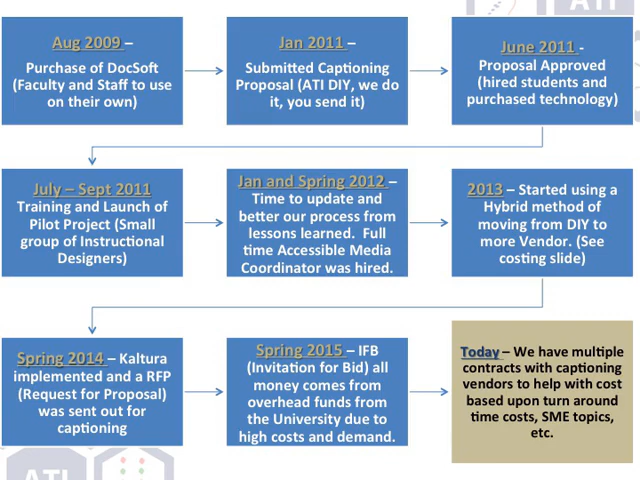 Aug 2009 –
Purchase of DocSoft
(Faculty and Staff to use
on their own)
Jan 2011 –
Submitted Captioning
Proposal (ATI DIY, we do
it, you send it)
June 2011 -
Proposal Approved
(hired students and
purchased technology)
July – Sept 2011
Training and Launch of
Pilot Project (Small
group of Instructional
Designers)
Jan and Spring 2012 –
Time to update and
better our process from
lessons learned. Full
time Accessible Media
Coordinator was hired.
2013 – Started using a
Hybrid method of
moving from DIY to
more Vendor. (See
costing slide)
Spring 2014 – Kaltura
implemented and a RFP
(Request for Proposal)
was sent out for
captioning
Spring 2015 – IFB
(Invitation for Bid) all
money comes from
overhead funds from
the University due to
high costs and demand.
Today – We have multiple
contracts with captioning
vendors to help with cost
based upon turn around
time costs, SME topics,
etc.
ATI
ATI